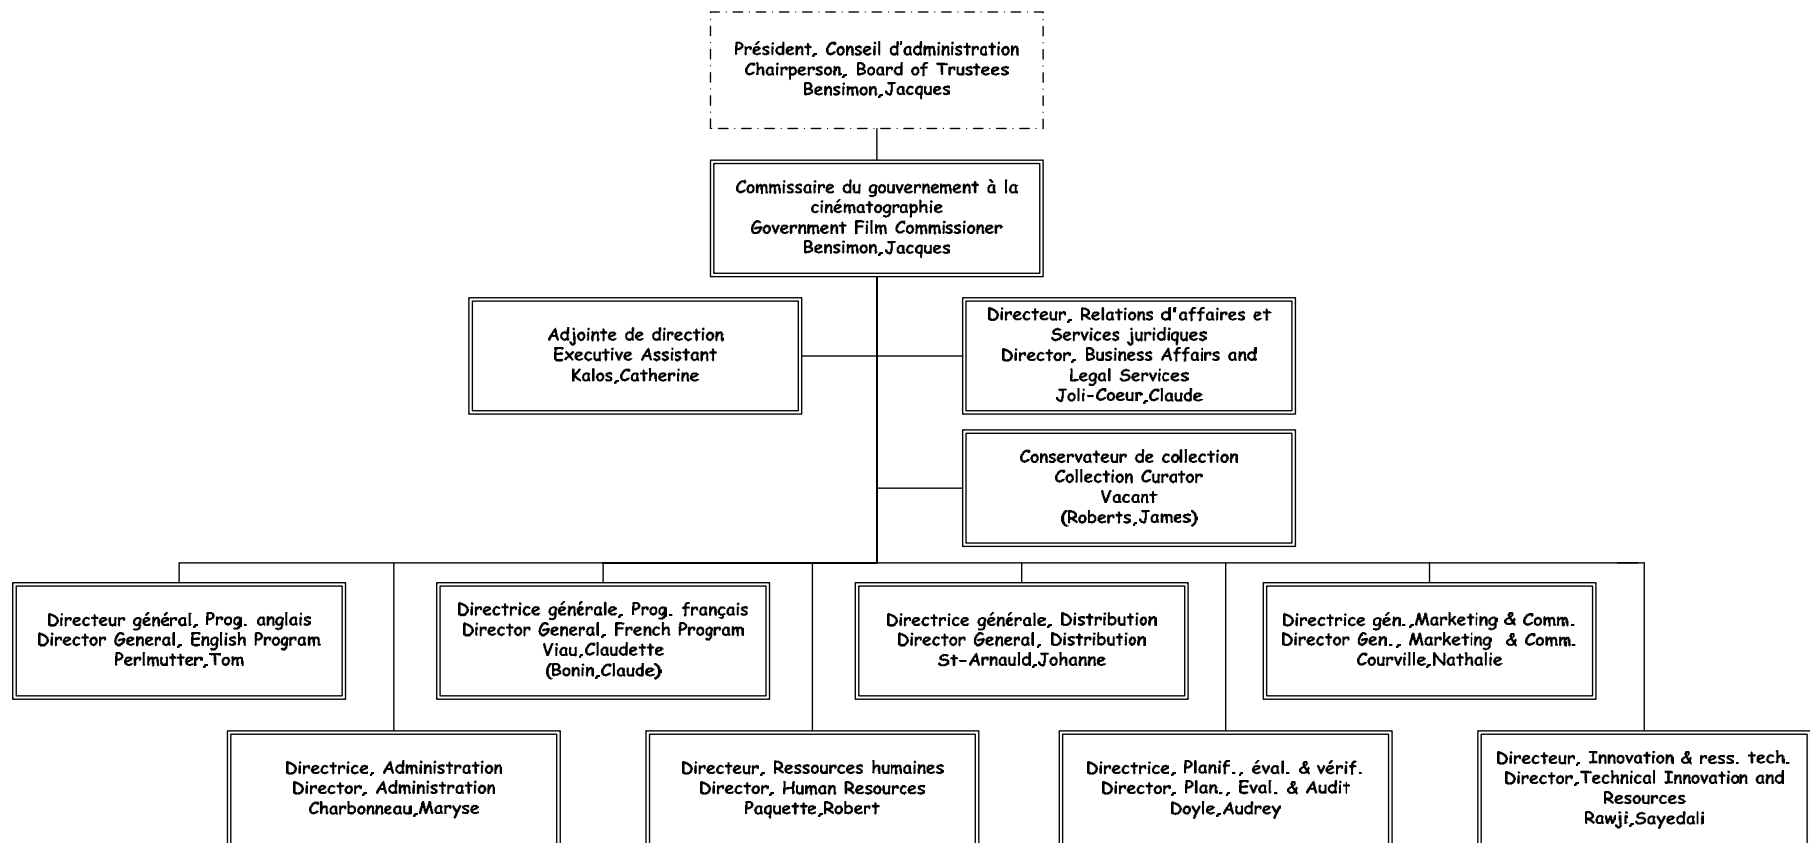 Président, Conseil d'administration
Chairperson, Board of Trustees
Bensimon,Jacques
Commissaire du gouvernement à la
cinématographie
Government Film Commissioner
Bensimon,Jacques
Adjointe de direction
Executive Assistant
Kalos,Catherine
Directeur, Relations d'affaires et
Services juridiques
Director, Business Affairs and
Legal Services
Joli-Coeur,Claude
Conservateur de collection
Collection Curator
Vacant
(Roberts,James)
Directeur général, Prog. anglais
Director General, English Program
Perlmutter,Tom
Directrice générale, Prog. français
Director General, French Program
Viau,Claudette
(Bonin,Claude)
Directrice générale, Distribution
Director General, Distribution
St-Arnauld,Johanne
Directrice gén.,Marketing & Comm.
Director Gen., Marketing & Comm.
Courville,Nathalie
Directrice, Administration
Director, Administration
Charbonneau,Maryse
Directeur, Ressources humaines
Director, Human Resources
Paquette,Robert
Directrice, Planif., éval. & vérif.
Director, Plan., Eval. & Audit
Doyle,Audrey
Directeur, Innovation & ress. tech.
Director,Technical Innovation and
Resources
Rawji,Sayedali